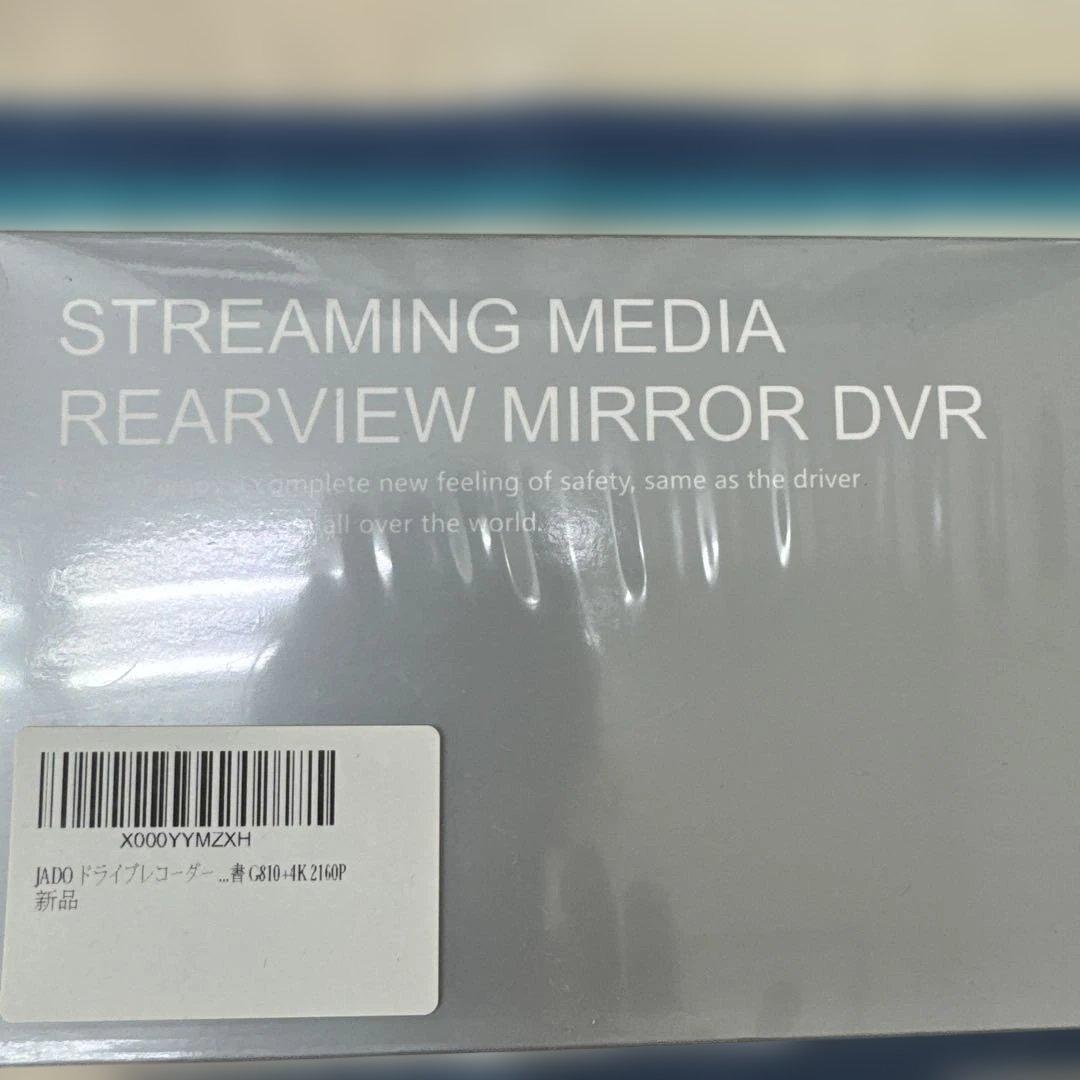 STREAMING MEDIA
REARVIEW MIRROR DVR
complete new feeling of safety, same as the driver
all over the world.
X000YYMZXH
JADO ドライブレコーダー ...書 G810+4K 2160P
新品